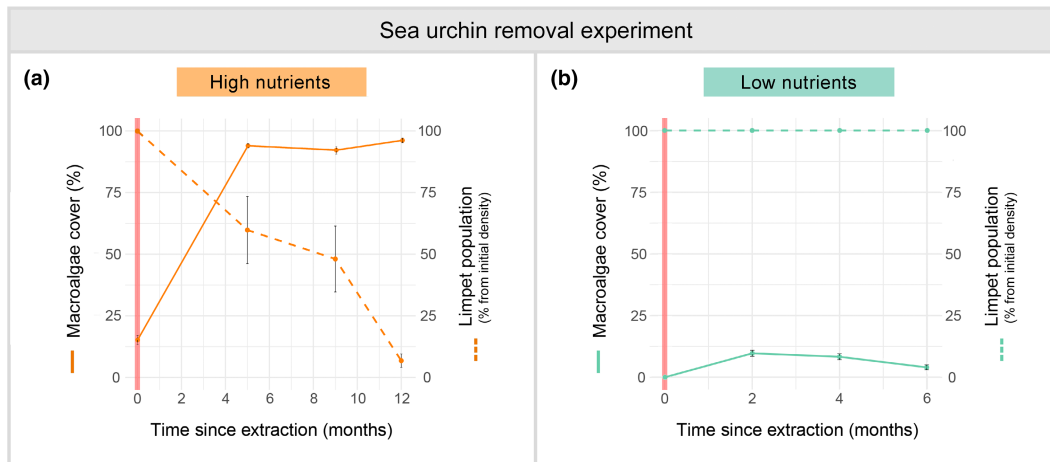 Sea urchin removal experiment
(a)
High nutrients
100
75
50
25
0
Macroalgae cover (%)
100
75
50
25
0
Limpet population
(% from initial density)
0 2 4 6 8 10 12
Time since extraction (months)
(b)
Low nutrients
100
75
50
25
0
Macroalgae cover (%)
100
75
50
25
0
Limpet population
(% from initial density)
0 2 4 6
Time since extraction (months)